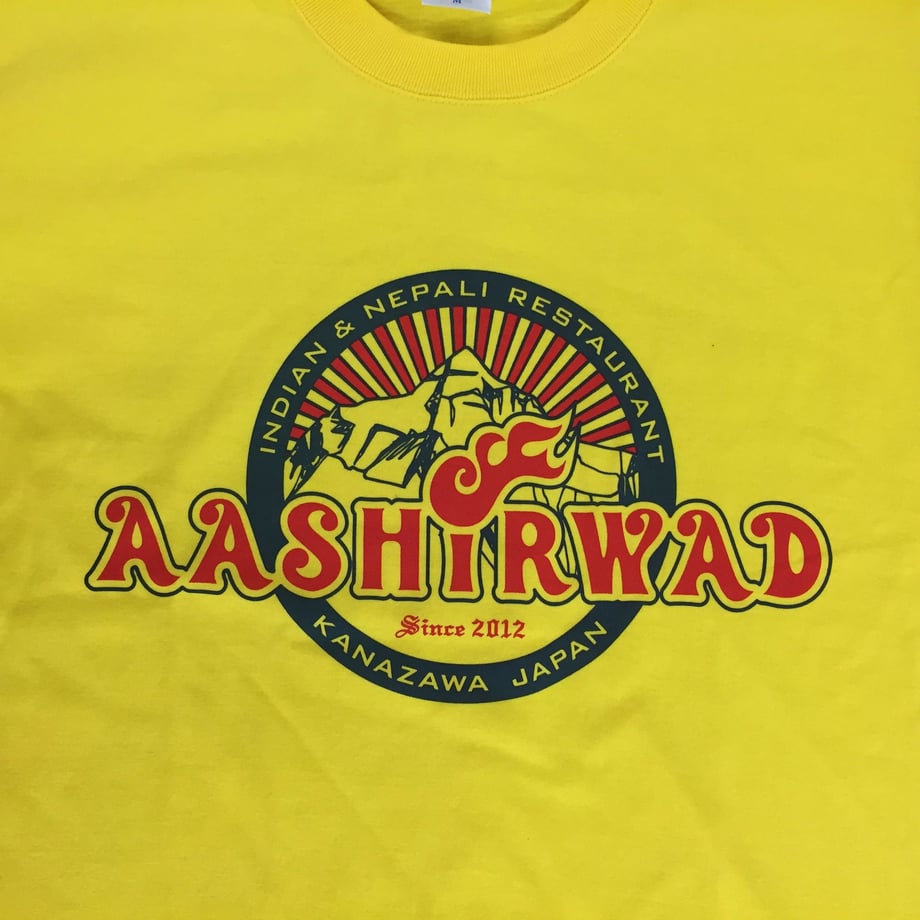 M
INDIAN & NEPALI RESTAURANT
AASHiRWAD
Since 2012
KANAZAWA JAPAN